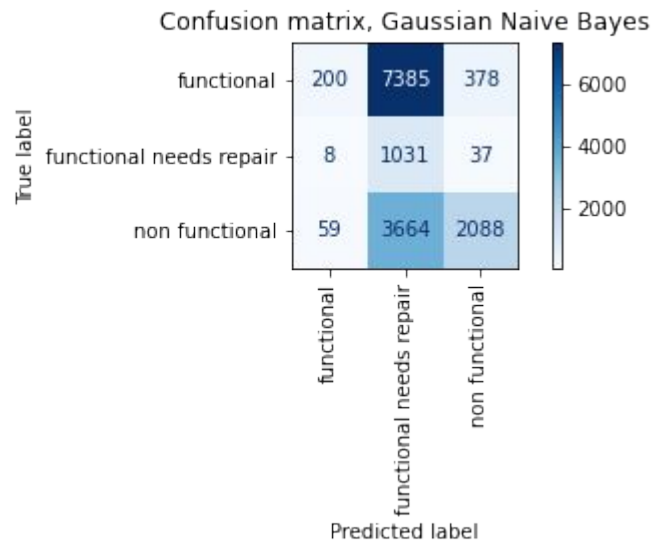 Confusion matrix, Gaussian Naive Bayes
functional 200 7385 378
functional needs repair 8 1031 37
non functional 59 3664 2088
True label
functional
functional needs repair
non functional
Predicted label
6000
4000
2000